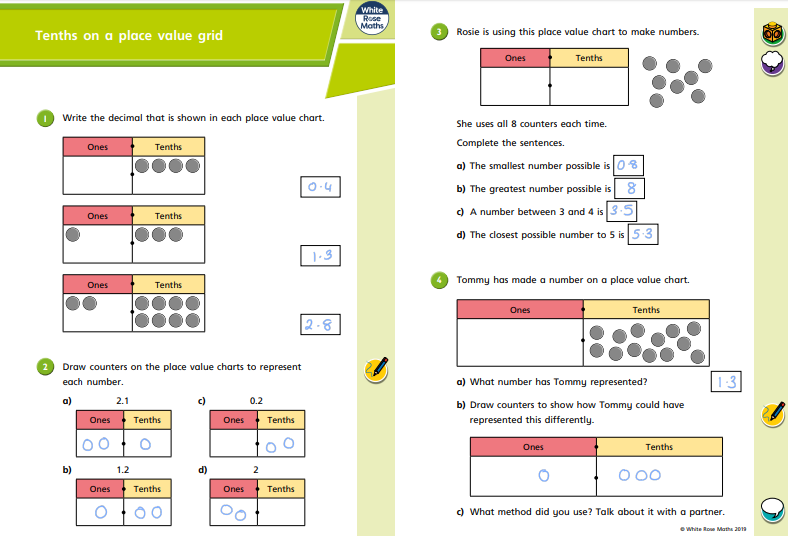 Tenths on a place value grid
White
Rose
Maths
1 Write the decimal that is shown in each place value chart.
Ones Tenths
0.4
Ones Tenths
1.3
Ones Tenths
2.8
2 Draw counters on the place value charts to represent
each number.
a) 2.1 c) 0.2
Ones Tenths Ones Tenths
b) 1.2 d) 2
Ones Tenths Ones Tenths
3 Rosie is using this place value chart to make numbers.
Ones Tenths
She uses all 8 counters each time.
Complete the sentences.
a) The smallest number possible is 0.8
b) The greatest number possible is 8
c) A number between 3 and 4 is 3.5
d) The closest possible number to 5 is 5.3
4 Tommy has made a number on a place value chart.
Ones Tenths
a) What number has Tommy represented? 1.3
b) Draw counters to show how Tommy could have
represented this differently.
Ones Tenths
c) What method did you use? Talk about it with a partner.
© White Rose Maths 2019